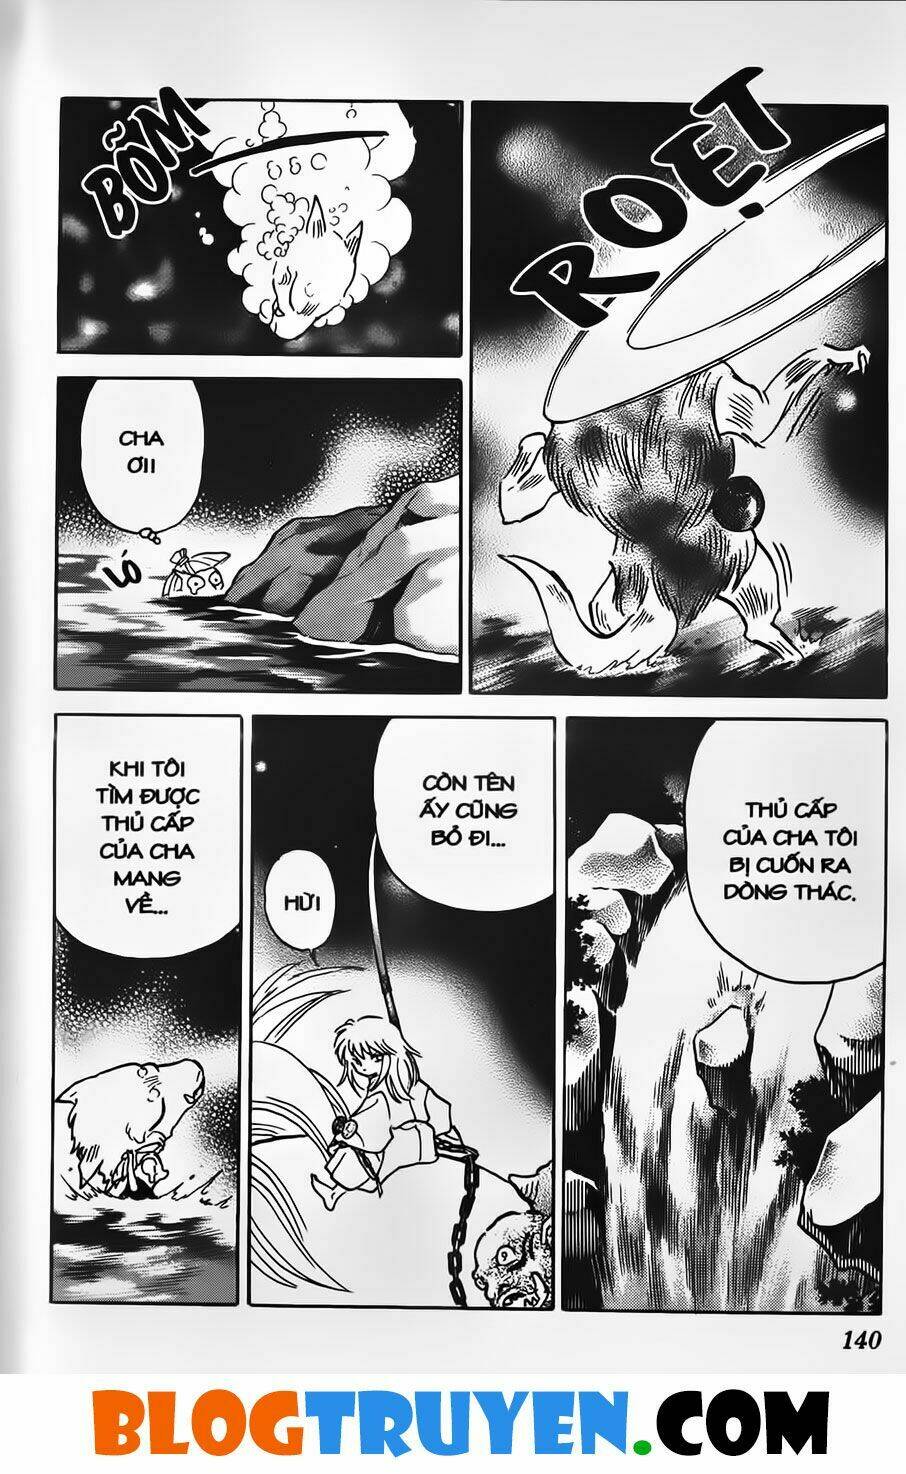 ROẸT
BÕM
CHA
ƠI!
LÓ
THỦ CẤP
CỦA CHA TÔI
BỊ CUỐN RA
DÒNG THÁC.
CÒN TÊN
ẤY CŨNG
BỎ ĐI...
HỪ!
KHI TÔI
TÌM ĐƯỢC
THỦ CẤP
CỦA CHA
MANG
VỀ...
140
BLOGTRUYEN.COM